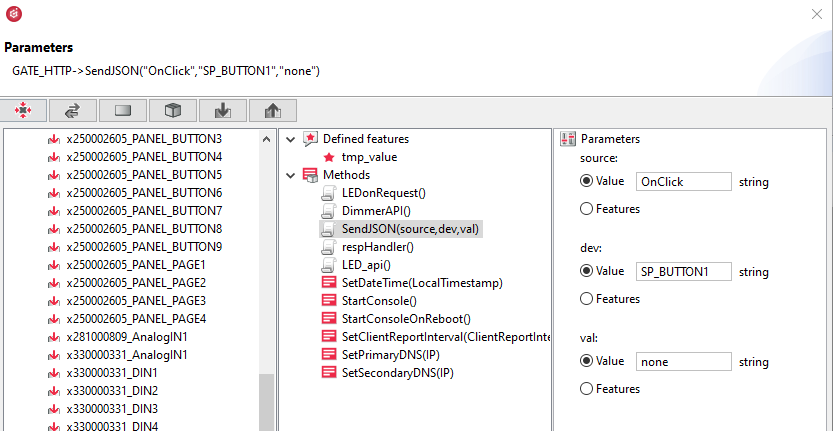 Parameters
GATE_HTTP->SendJSON("OnClick","SP_BUTTON1","none")
x250002605_PANEL_BUTTON3
x250002605_PANEL_BUTTON4
x250002605_PANEL_BUTTON5
x250002605_PANEL_BUTTON6
x250002605_PANEL_BUTTON7
x250002605_PANEL_BUTTON8
x250002605_PANEL_BUTTON9
x250002605_PANEL_PAGE1
x250002605_PANEL_PAGE2
x250002605_PANEL_PAGE3
x250002605_PANEL_PAGE4
x281000809_AnalogIN1
x330000331_AnalogIN1
x330000331_DIN1
x330000331_DIN2
x330000331_DIN3
x330000331_DIN4
Defined features
tmp_value
Methods
LEDonRequest()
DimmerAPI()
SendJSON(source,dev,val)
respHandler()
LED_api()
SetDateTime(LocalTimestamp)
StartConsole()
StartConsoleOnReboot()
SetClientReportInterval(ClientReportInte
SetPrimaryDNS(IP)
SetSecondaryDNS(IP)
Parameters
source:
Value OnClick string
Features
dev:
Value SP_BUTTON1 string
Features
val:
Value none string
Features